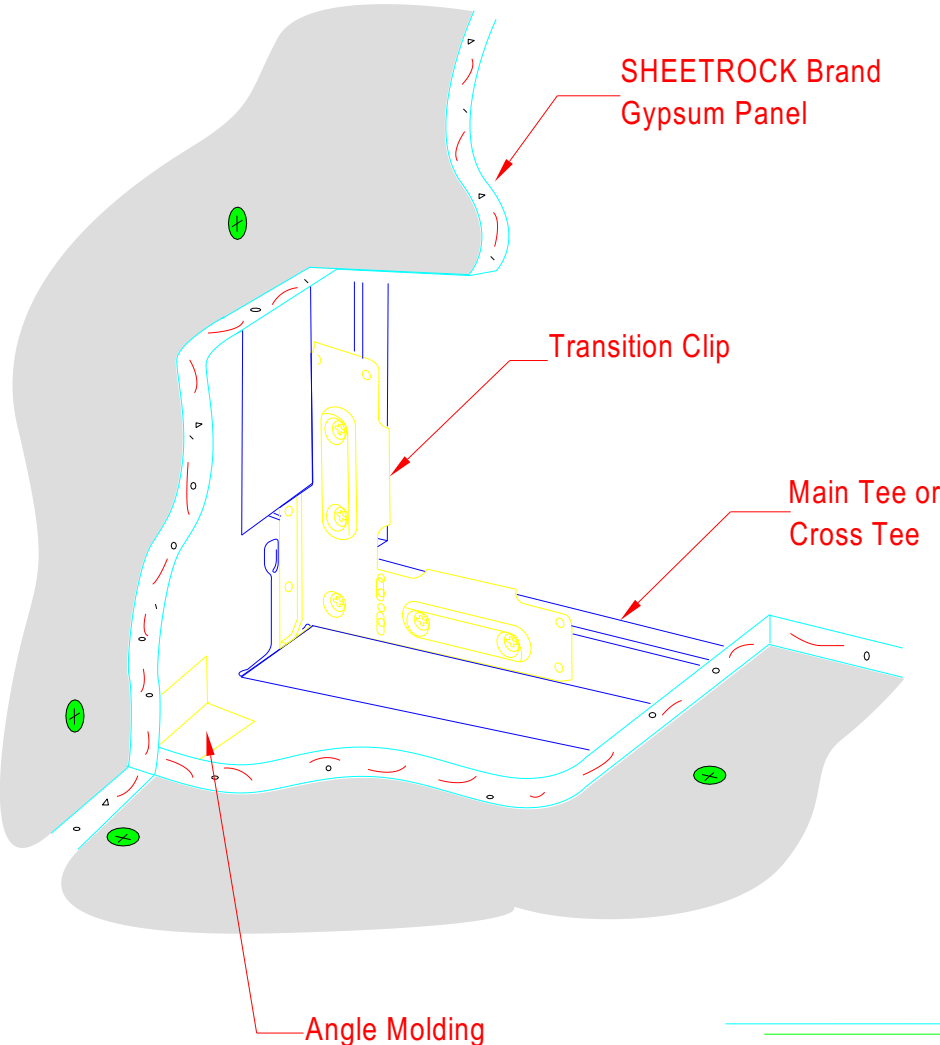 SHEETROCK Brand
Gypsum Panel
Transition Clip
Main Tee or
Cross Tee
Angle Molding